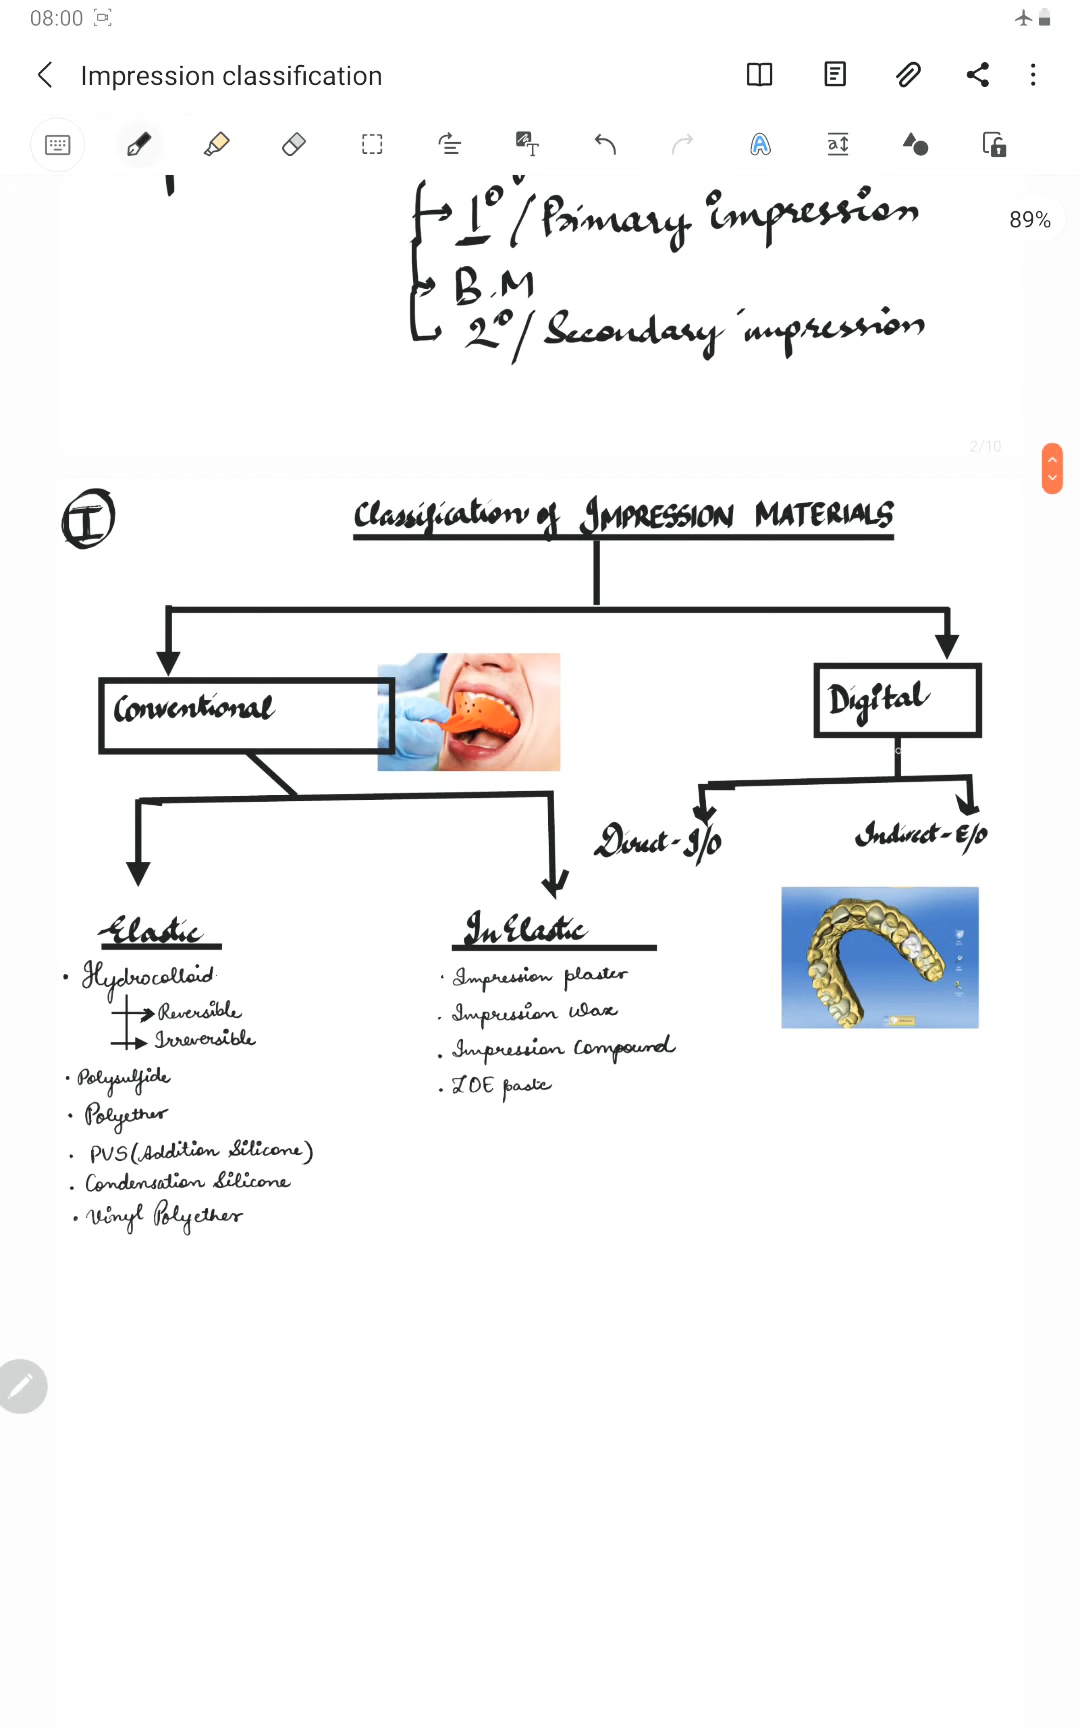 08:00
Impression classification
89%
1° / Primary impression
B.M
2° / Secondary impression
2/10
I
Classification of IMPRESSION MATERIALS
Conventional
Digital
Direct - I/O
Indirect - E/O
Elastic
InElastic
• Hydrocolloid
Reversible
Irreversible
• Polysulfide
• Polyether
• PVS (Addition Silicone)
• Condensation Silicone
• Vinyl Polyether
• Impression plaster
• Impression Wax
• Impression Compound
• ZOE paste